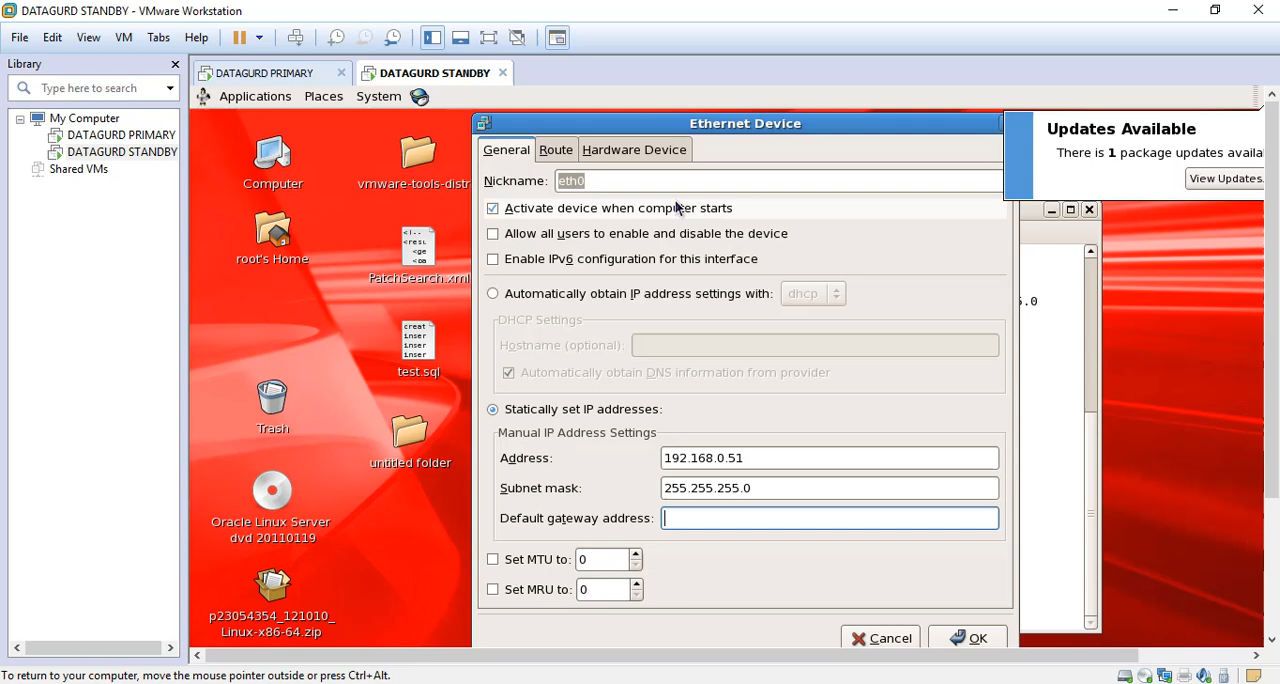 DATAGURD STANDBY - VMware Workstation
File Edit View VM Tabs Help
Library
Type here to search
My Computer
DATAGURD PRIMARY
DATAGURD STANDBY
Shared VMs
DATAGURD PRIMARY DATAGURD STANDBY
Applications Places System
Computer
vmware-tools-distr
root's Home
<!--
<resu
<ge
<pa
PatchSearch.xml
creat
inser
inser
inser
test.sql
Trash
untitled folder
Oracle Linux Server
dvd 20110119
p23054354_121010_
Linux-x86-64.zip
Ethernet Device
General Route Hardware Device
Nickname: eth0
Activate device when computer starts
Allow all users to enable and disable the device
Enable IPv6 configuration for this interface
Automatically obtain IP address settings with: dhcp
DHCP Settings
Hostname (optional):
Automatically obtain DNS information from provider
Statically set IP addresses:
Manual IP Address Settings
Address: 192.168.0.51
Subnet mask: 255.255.255.0
Default gateway address:
Set MTU to: 0
Set MRU to: 0
Cancel OK
Updates Available
There is 1 package updates availa
View Updates.
.0
To return to your computer, move the mouse pointer outside or press Ctrl+Alt.